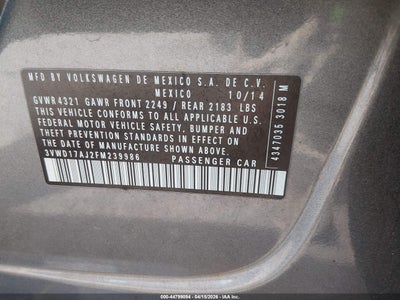 MFD BY VOLKSWAGEN DE MEXICO S.A. DE C.V.
MEXICO 10/14
GVWR 4321 GAWR FRONT 2249 / REAR 2183 LBS
THIS VEHICLE CONFORMS TO ALL APPLICABLE U.S.
FEDERAL MOTOR VEHICLE SAFETY, BUMPER AND
THEFT PREVENTION STANDARDS IN EFFECT ON
THE DATE OF MANUFACTURE SHOWN ABOVE
3VWD17AJ2FM239986 PASSENGER CAR
4347035 3018 M
000-44799084 - 04/15/2026 - IAA, Inc.